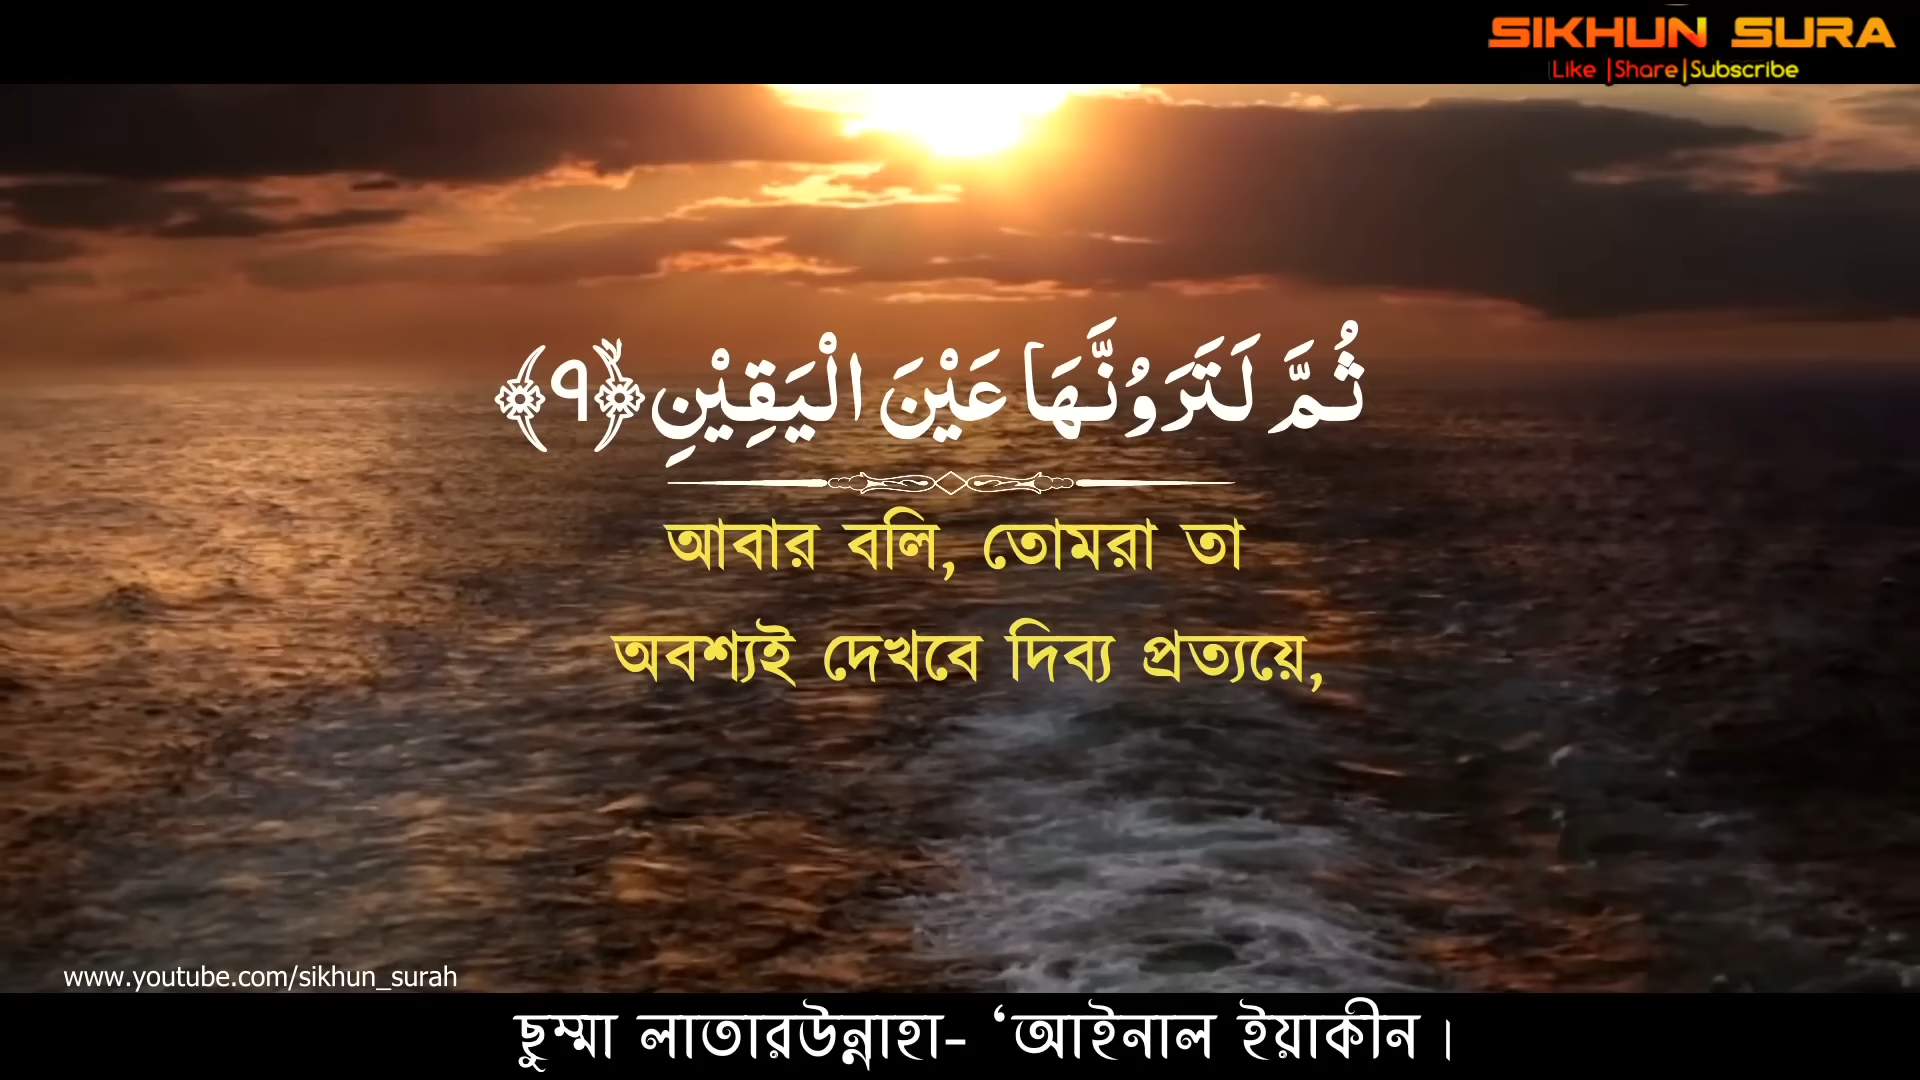 SIKHUN SURA
Like |Share|Subscribe
ثُمَّ لَتَرَوُنَّهَا عَيْنَ الْيَقِيْنِ ﴿٧﴾
আবার বলি, তোমরা তা
অবশ্যই দেখবে দিব্য প্রত্যয়ে,
www.youtube.com/sikhun_surah
ছুম্মা লাতারউন্নাহা- ‘আইনাল ইয়াকীন।